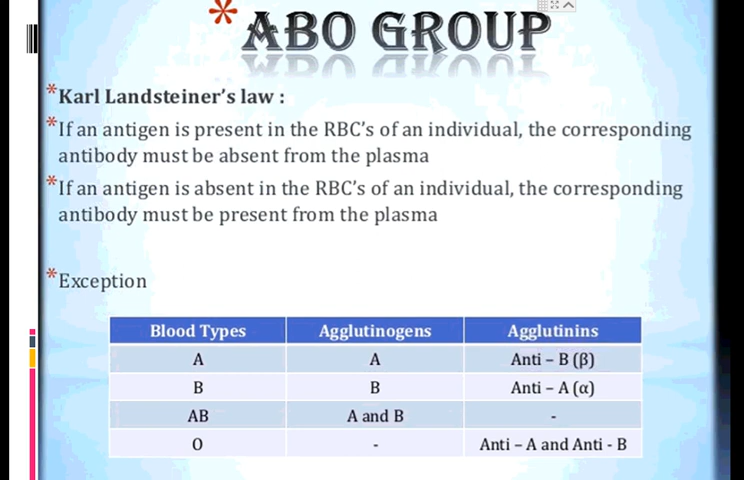 * ABO GROUP
* Karl Landsteiner's law :
* If an antigen is present in the RBC's of an individual, the corresponding
antibody must be absent from the plasma
* If an antigen is absent in the RBC's of an individual, the corresponding
antibody must be present from the plasma
* Exception
Blood Types Agglutinogens Agglutinins
A A Anti – B (β)
B B Anti – A (α)
AB A and B -
O - Anti – A and Anti - B